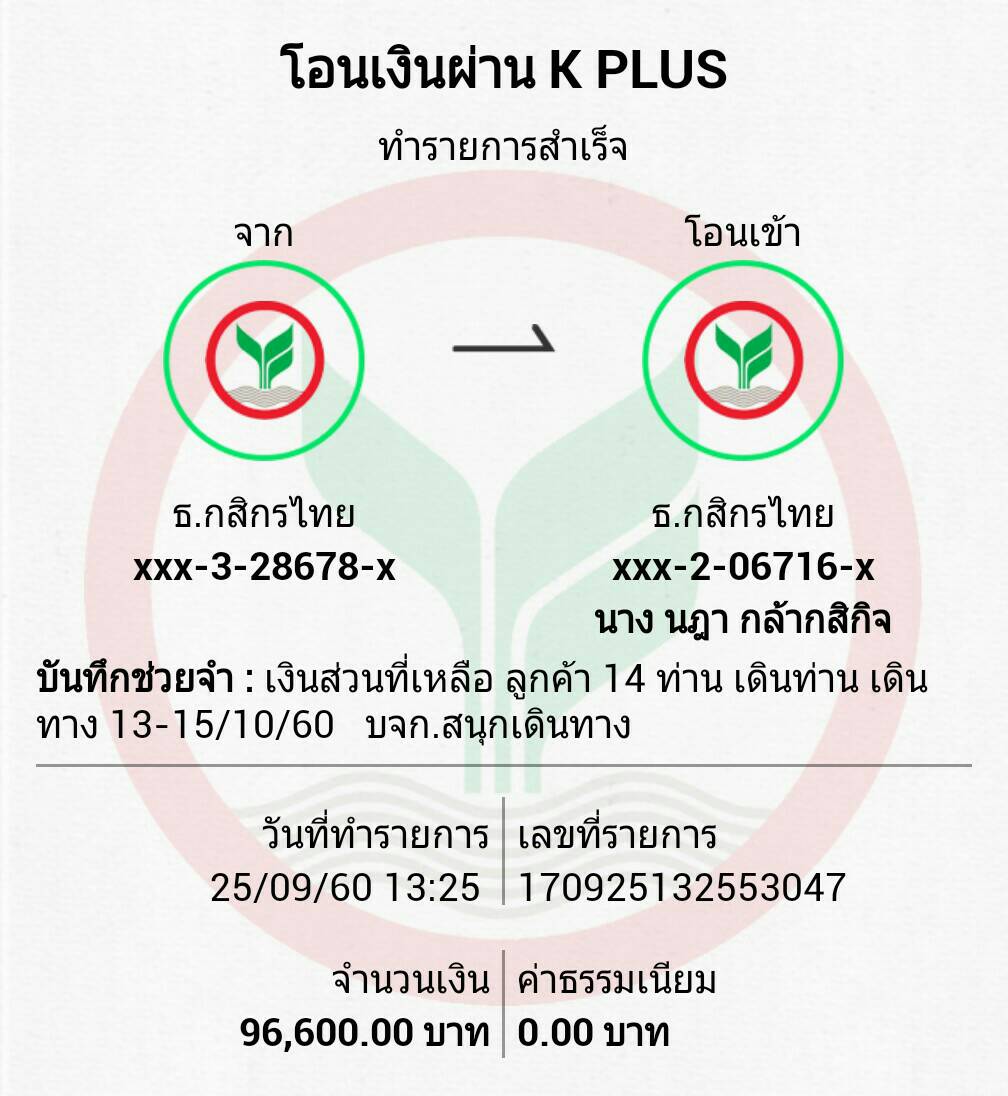 โอนเงินผ่าน K PLUS
ทำรายการสำเร็จ
จาก
โอนเข้า
ธ.กสิกรไทย
xxx-3-28678-x
ธ.กสิกรไทย
xxx-2-06716-x
นาง นฎา กล้ากสิกิจ
บันทึกช่วยจำ : เงินส่วนที่เหลือ ลูกค้า 14 ท่าน เดินท่าน เดิน
ทาง 13-15/10/60 บจก.สนุกเดินทาง
วันที่ทำรายการ
25/09/60 13:25
เลขที่รายการ
170925132553047
จำนวนเงิน
96,600.00 บาท
ค่าธรรมเนียม
0.00 บาท